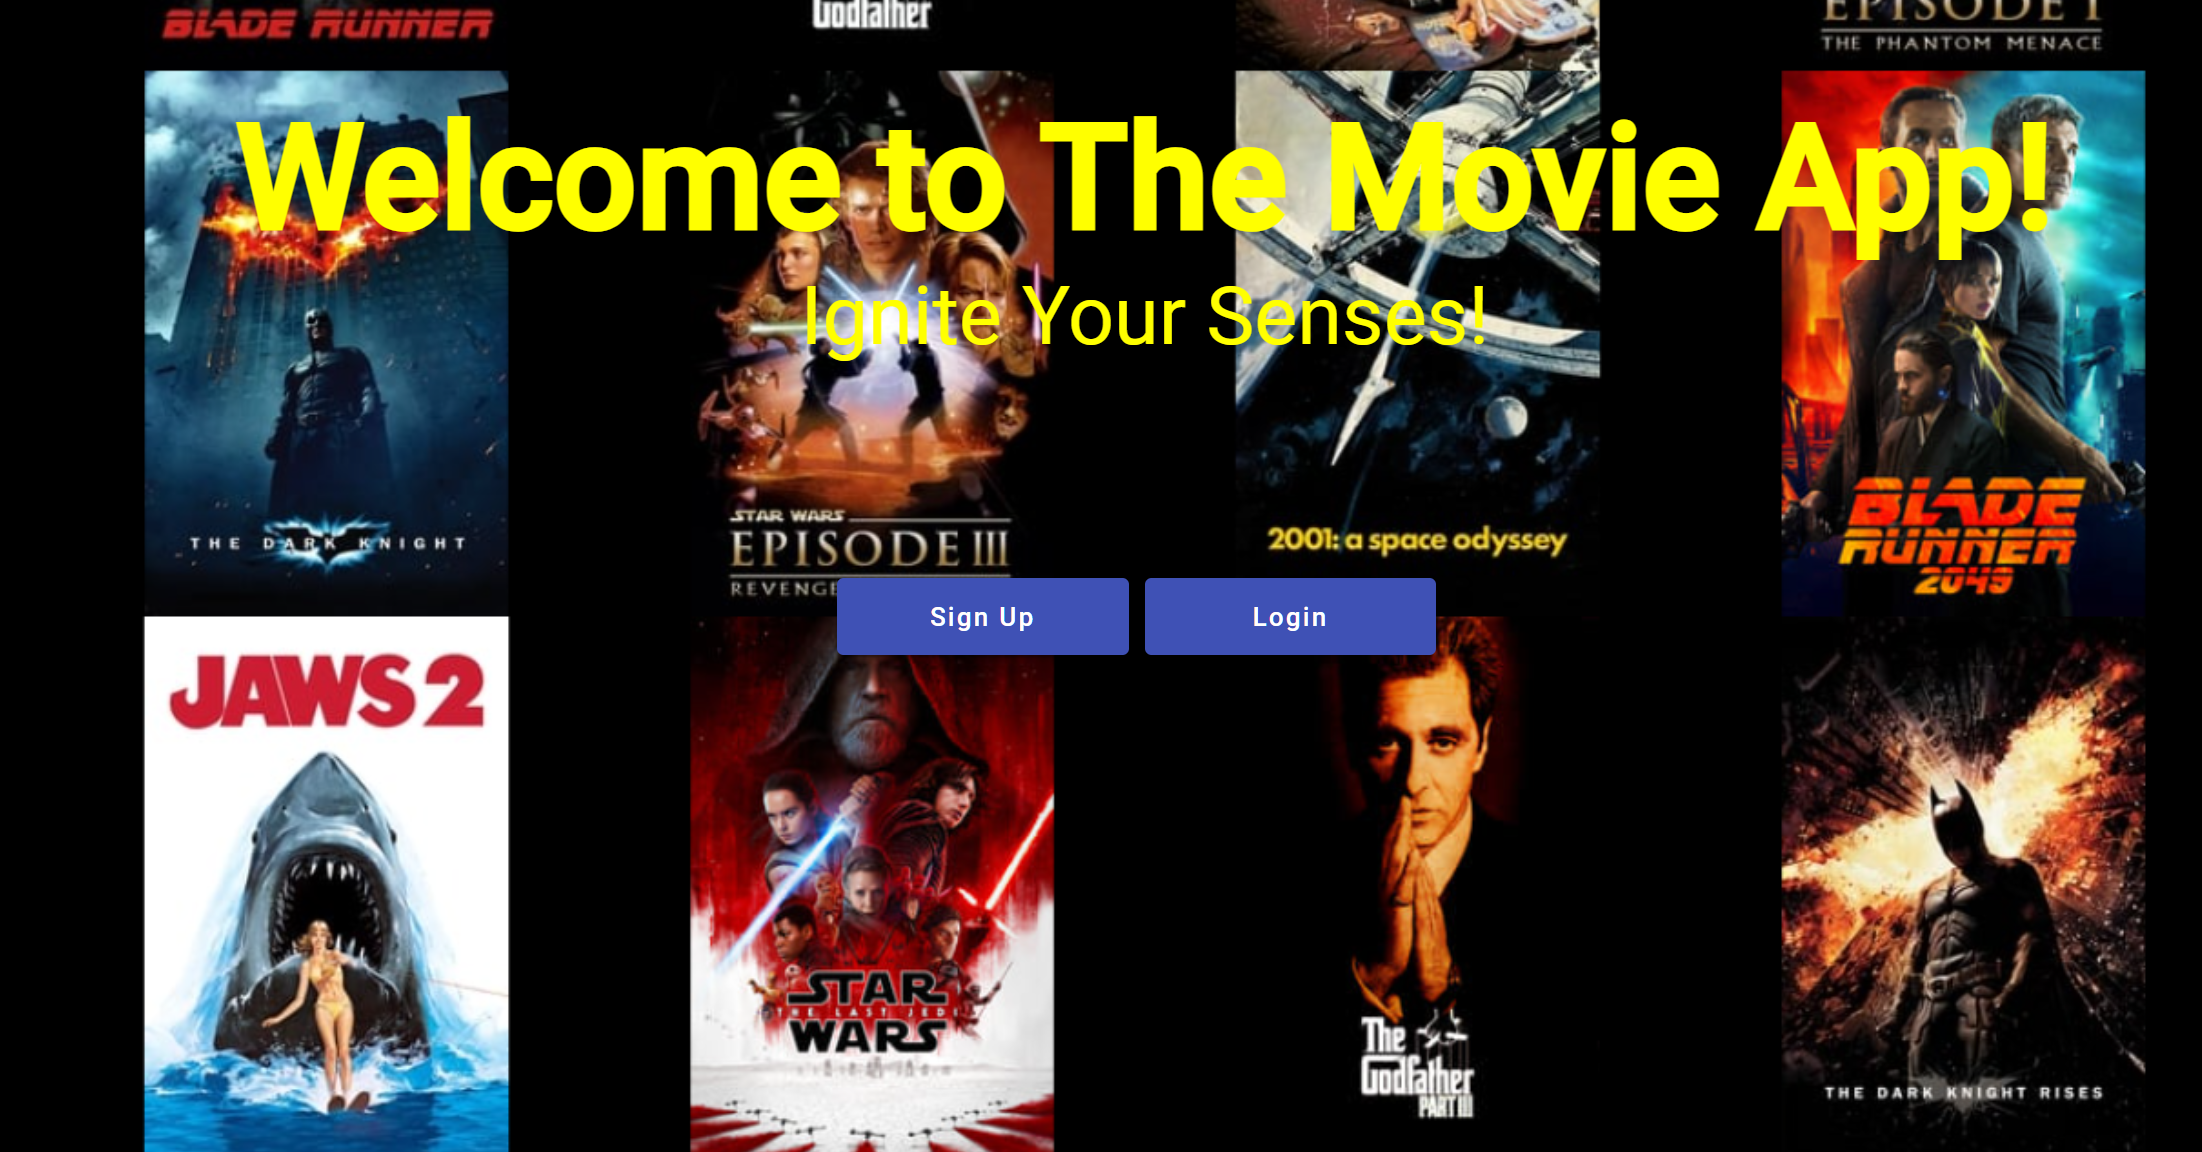 BLADE RUNNER
Godfather
EPISODE I
THE PHANTOM MENACE
Welcome to The Movie App!
Ignite Your Senses!
THE DARK KNIGHT
STAR WARS
EPISODE III
REVENGE
2001: a space odyssey
BLADE
RUNNER
2049
Sign Up
Login
JAWS 2
STAR
THE LAST JEDI
WARS
The
Godfather
PART III
THE DARK KNIGHT RISES